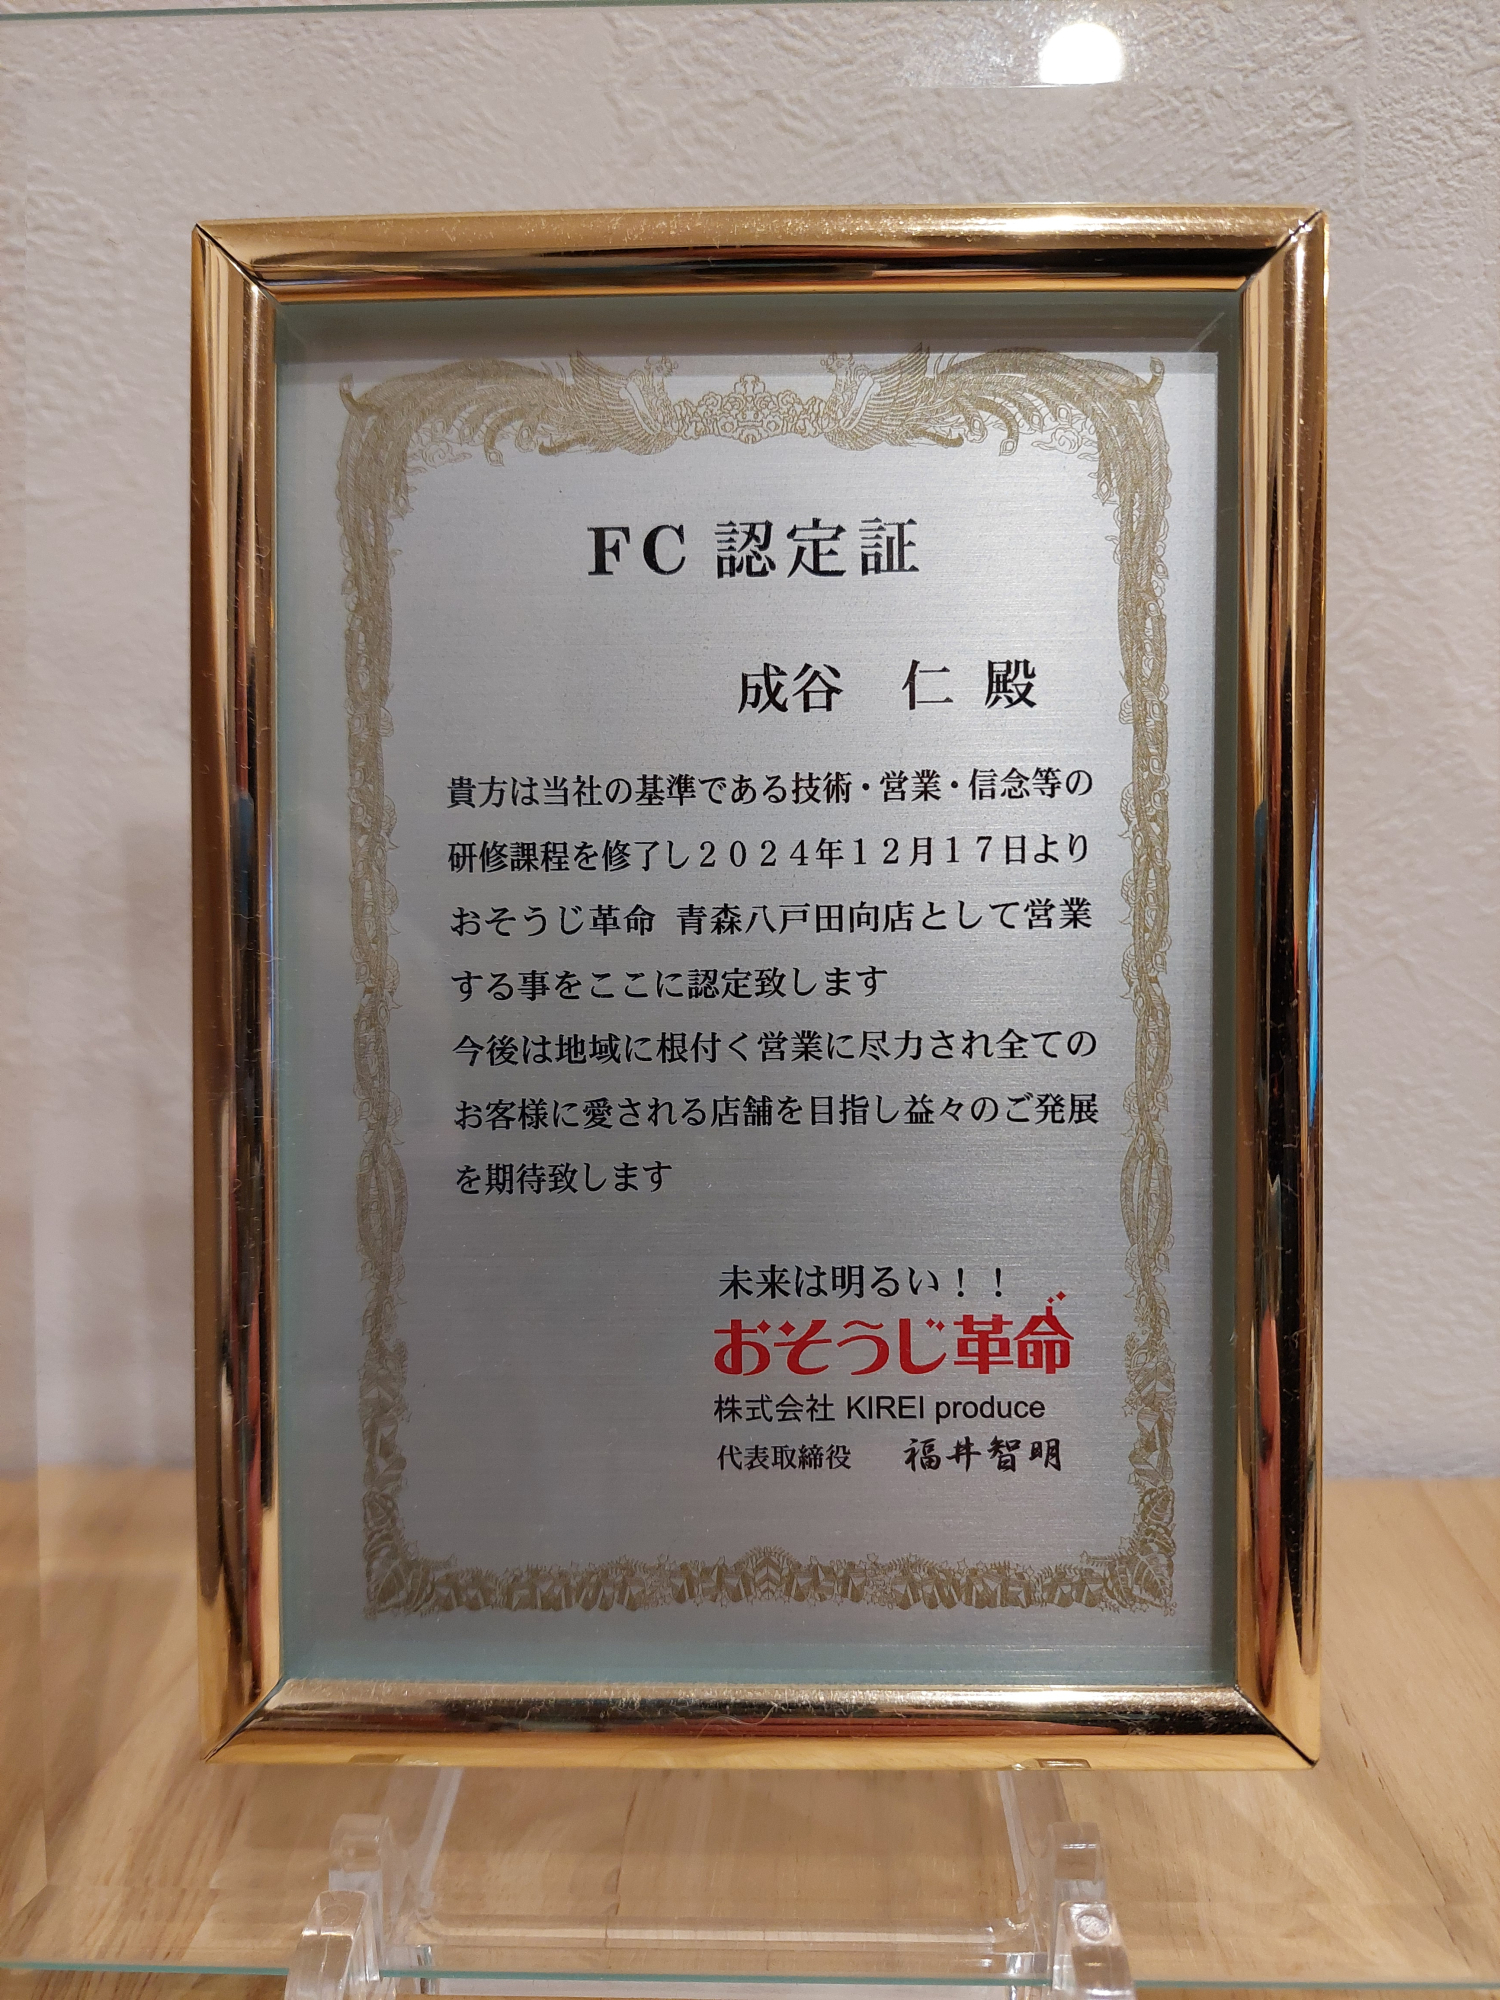 FC 認定証
成谷　仁 殿
貴方は当社の基準である技術・営業・信念等の
研修課程を修了し２０２４年１２月１７日より
おそうじ革命 青森八戸田向店として営業
する事をここに認定致します
今後は地域に根付く営業に尽力され全ての
お客様に愛される店舗を目指し益々のご発展
を期待致します
未来は明るい！！
おそうじ革命
株式会社 KIREI produce
代表取締役　福井智明